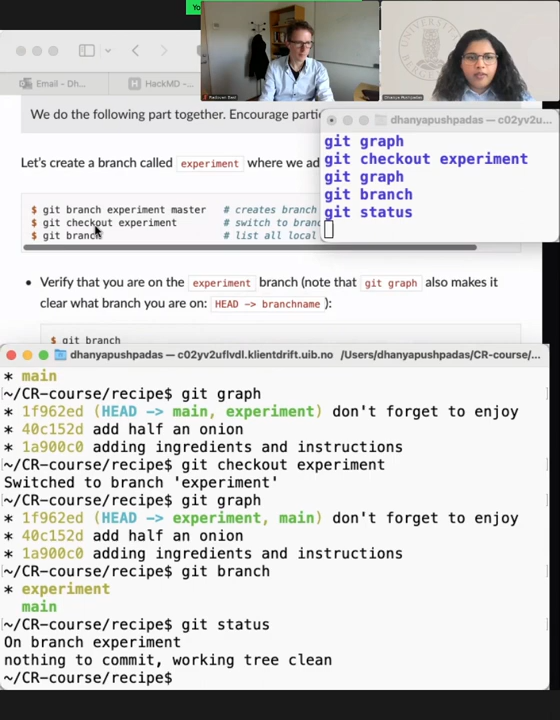 Yo
Email – Dh...
HackMD –
We do the following part together. Encourage parti
dhanyapushpadas — c02yv2u...
git graph
git checkout experiment
git graph
git branch
git status
Let's create a branch called experiment where we ad
$ git branch experiment master # creates branch
$ git checkout experiment # switch to branc
$ git branch # list all local
• Verify that you are on the experiment branch (note that git graph also makes it
clear what branch you are on: HEAD -> branchname ):
$ git branch
dhanyapushpadas — c02yv2uflvdl.klientdrift.uib.no /Users/dhanyapushpadas/CR-course/...
* main
~/CR-course/recipe$ git graph
* 1f962ed (HEAD -> main, experiment) don't forget to enjoy
* 40c152d add half an onion
* 1a900c0 adding ingredients and instructions
~/CR-course/recipe$ git checkout experiment
Switched to branch 'experiment'
~/CR-course/recipe$ git graph
* 1f962ed (HEAD -> experiment, main) don't forget to enjoy
* 40c152d add half an onion
* 1a900c0 adding ingredients and instructions
~/CR-course/recipe$ git branch
* experiment
main
~/CR-course/recipe$ git status
On branch experiment
nothing to commit, working tree clean
~/CR-course/recipe$